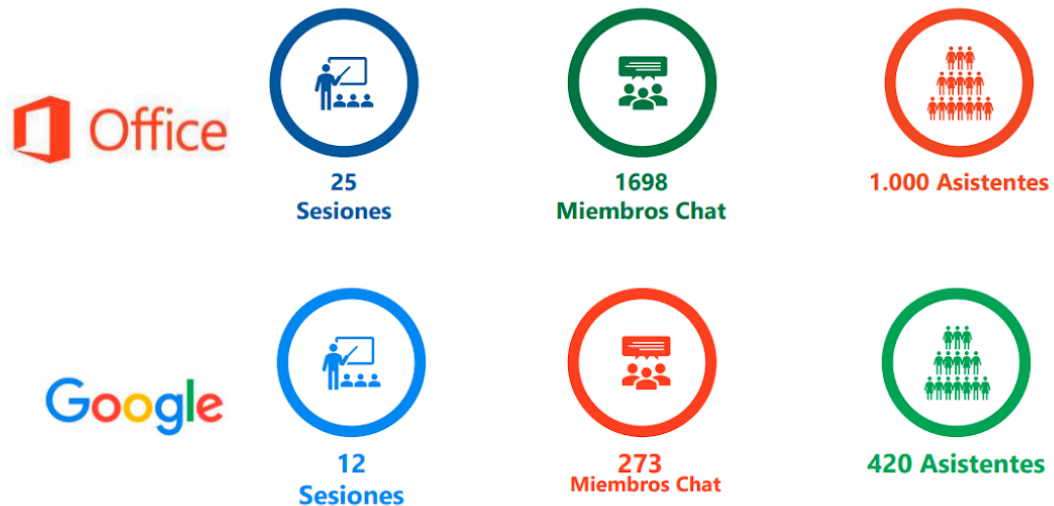 Office
25
Sesiones
1698
Miembros Chat
1.000 Asistentes
Google
12
Sesiones
273
Miembros Chat
420 Asistentes